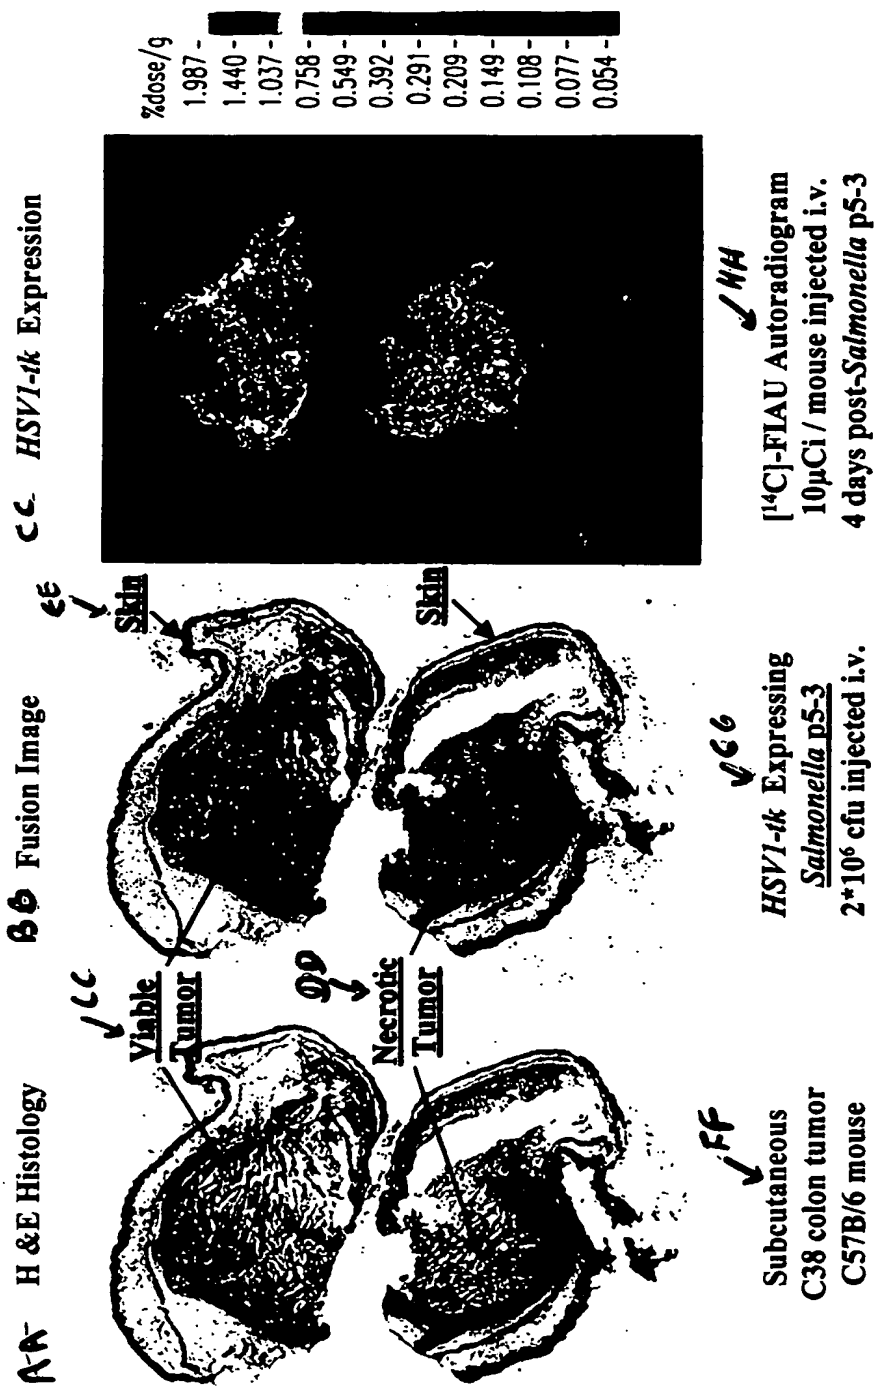 AA H &E Histology
BB Fusion Image
CC HSV1-tk Expression
CC
Viable
Tumor
DD
Necrotic
Tumor
EE
Skin
Skin
%dose/g
1.987 -
1.440 -
1.037 -
0.758 -
0.549 -
0.392 -
0.291 -
0.209 -
0.149 -
0.108 -
0.077 -
0.054 -
FF
Subcutaneous
C38 colon tumor
C57B/6 mouse
GG
HSV1-tk Expressing
Salmonella p5-3
2*10⁶ cfu injected i.v.
HH
[¹⁴C]-FIAU Autoradiogram
10µCi / mouse injected i.v.
4 days post-Salmonella p5-3